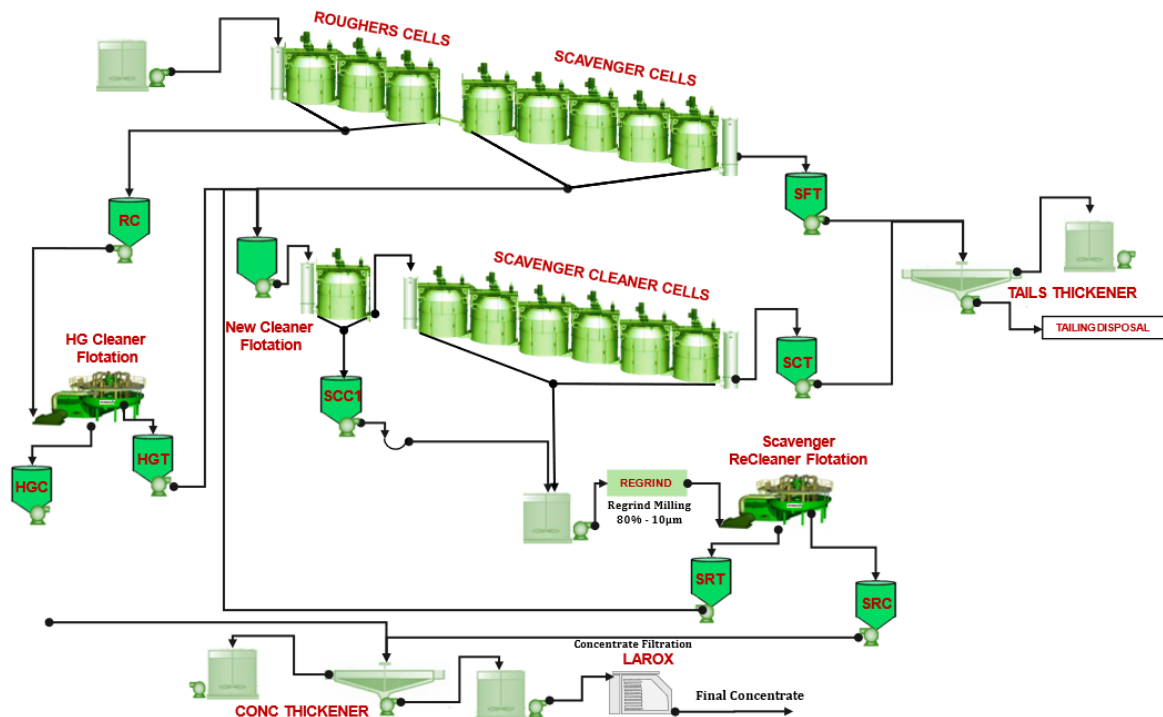 ROUGHERS CELLS
SCAVENGER CELLS
RC
SFT
SCAVENGER CLEANER CELLS
TAILS THICKENER
New Cleaner
Flotation
TAILING DISPOSAL
HG Cleaner
Flotation
SCT
SCC1
HGT
HGC
Scavenger
ReCleaner Flotation
REGRIND
Regrind Milling
80% - 10µm
SRT
SRC
Concentrate Filtration
LAROX
Final Concentrate
CONC THICKENER